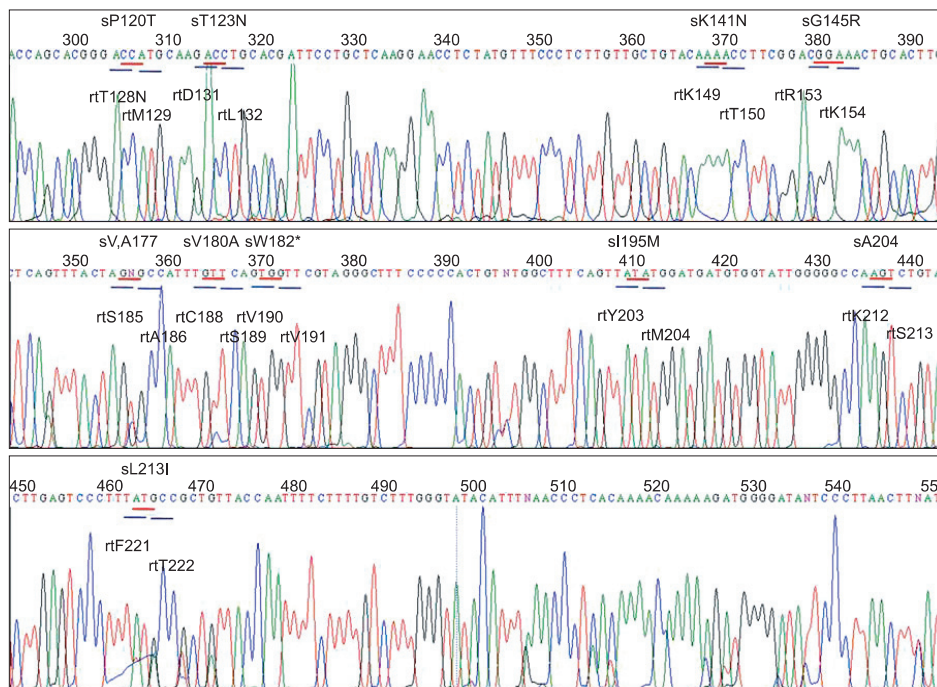 sP120T sT123N sK141N sG145R
300 310 320 330 340 350 360 370 380 390
ACCAGCACGGGACCATGCAAGACCTGCACGATTCCTGCTCAAGGAACCTCTATGTTTCCCTCTTGTTGCTGTACAAAACCTTCGGACGGAAACTGCACTTG
rtT128N rtD131 rtK149 rtR153
rtM129 rtL132 rtT150 rtK154
sV,A177 sV180A sW182* sI195M sA204
350 360 370 380 390 400 410 420 430 440
CTCAGTTTACTAGNGCCATTTGTTCAGTGGTTCGTAGGGCTTTCCCCCACTGTNTGGCTTTCAGTTATATGGATGATGTGGTATTGGGGGCCAAGTCTGTA
rtS185 rtC188 rtV190 rtY203 rtK212
rtA186 rtS189 rtV191 rtM204 rtS213
sL213I
450 460 470 480 490 500 510 520 530 540 55
CTTGAGTCCCTTTATGCCGCTGTTACCAATTTTCTTTTGTCTTTGGGTATACATTTNAACCCTCACAAAACAAAAAGATGGGGATANTCCCTTAACTTNAT
rtF221
rtT222